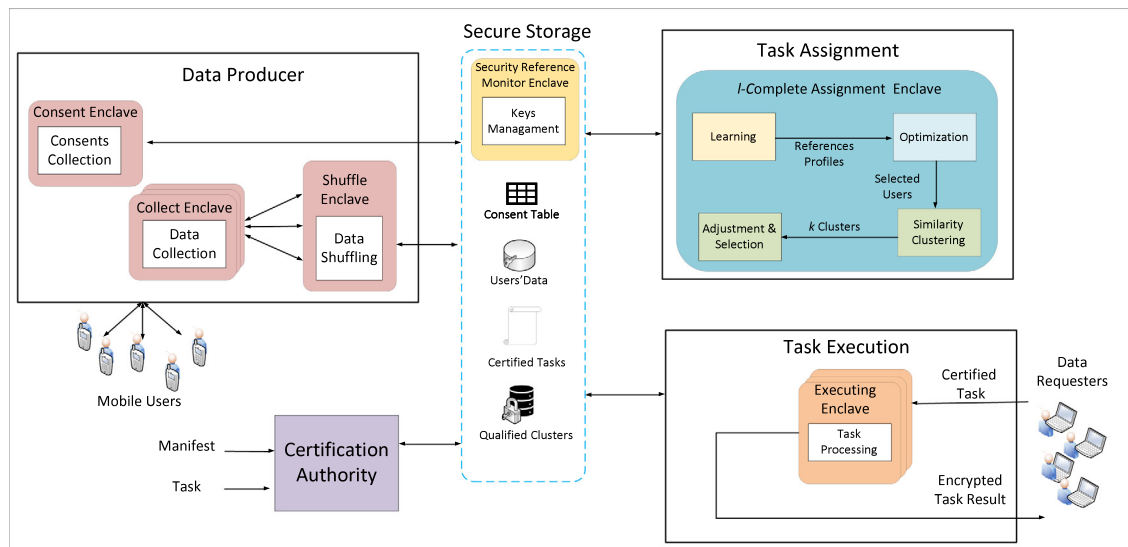 Data Producer
Consent Enclave
Consents
Collection
Collect Enclave
Data
Collection
Shuffle
Enclave
Data
Shuffling
Mobile Users
Manifest
Task
Certification
Authority
Secure Storage
Security Reference
Monitor Enclave
Keys
Managament
Consent Table
Users'Data
Certified Tasks
Qualified Clusters
Task Assignment
l-Complete Assignment Enclave
Learning
References
Profiles
Optimization
Selected
Users
Similarity
Clustering
k Clusters
Adjustment &
Selection
Task Execution
Executing
Enclave
Task
Processing
Certified
Task
Data
Requesters
Encrypted
Task Result